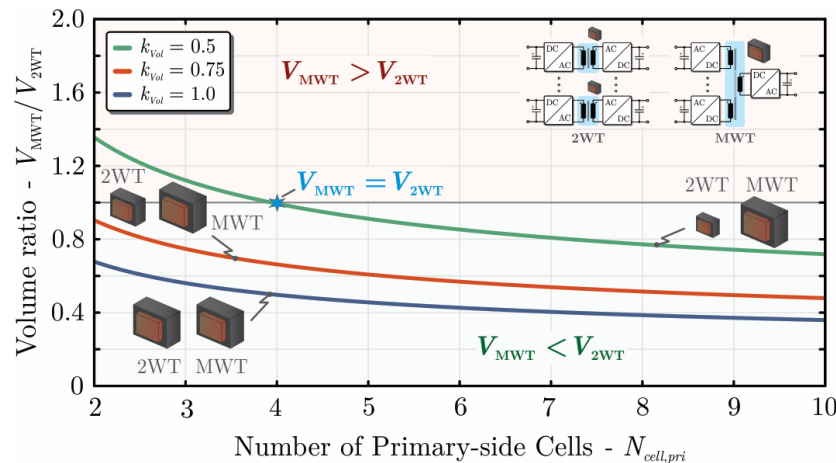 2.0
1.6
1.2
0.8
0.4
0
Volume ratio - V_MWT/V_2WT
k_Vol = 0.5
k_Vol = 0.75
k_Vol = 1.0
V_MWT > V_2WT
DC
AC
AC
DC
DC
AC
AC
DC
2WT
AC
DC
DC
AC
AC
DC
MWT
V_MWT = V_2WT
2WT
MWT
2WT
MWT
2WT
MWT
V_MWT < V_2WT
2 3 4 5 6 7 8 9 10
Number of Primary-side Cells - N_cell,pri